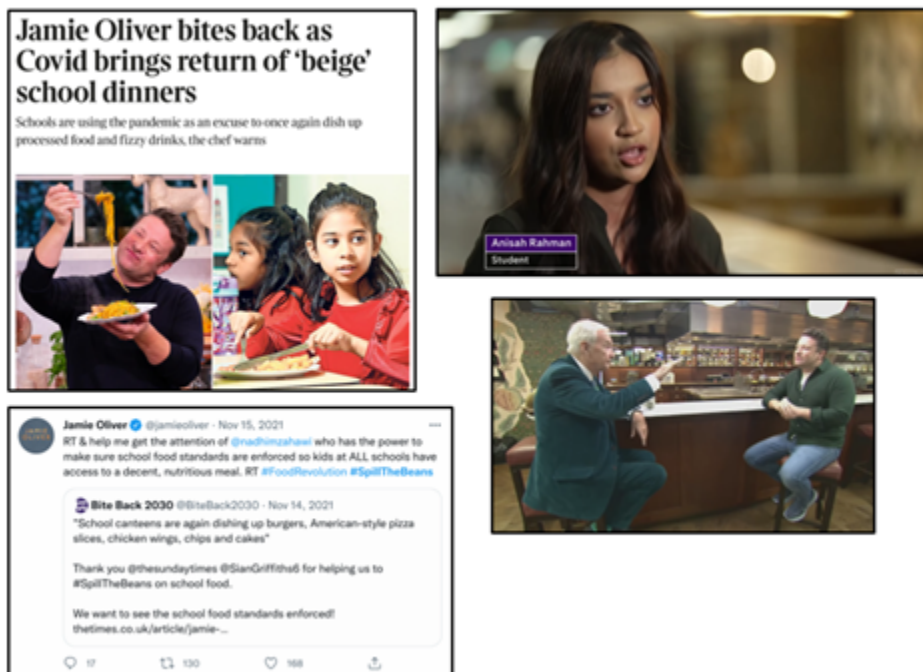 Jamie Oliver bites back as
Covid brings return of ‘beige’
school dinners
Schools are using the pandemic as an excuse to once again dish up
processed food and fizzy drinks, the chef warns
Anisah Rahman
Student
JAMIE
OLIVER
Jamie Oliver @jamieoliver · Nov 15, 2021
RT & help me get the attention of @nadhimzahawi who has the power to
make sure school food standards are enforced so kids at ALL schools have
access to a decent, nutritious meal. RT #FoodRevolution #SpillTheBeans
Bite Back 2030 @BiteBack2030 · Nov 14, 2021
"School canteens are again dishing up burgers, American-style pizza
slices, chicken wings, chips and cakes"
Thank you @thesundaytimes @SianGriffiths6 for helping us to
#SpillTheBeans on school food.
We want to see the school food standards enforced!
thetimes.co.uk/article/jamie-...
17 130 168